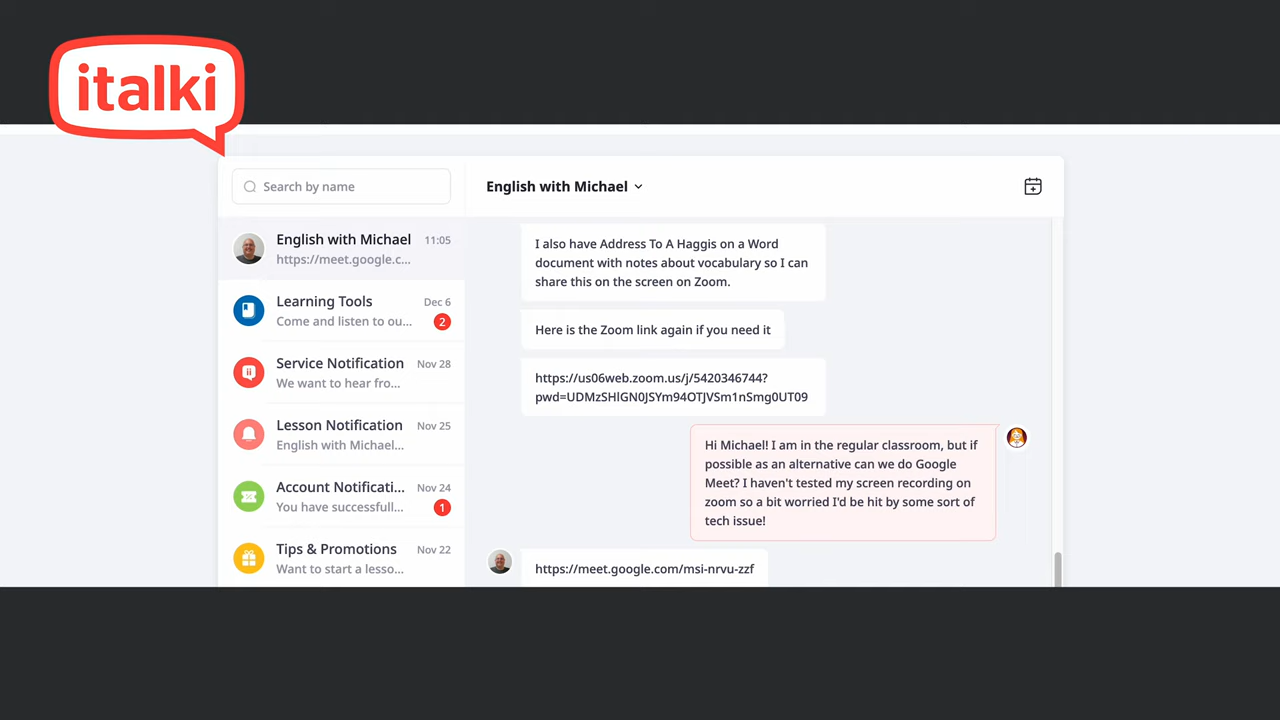 italki
Search by name
English with Michael
English with Michael
11:05
https://meet.google.c...
Learning Tools
Dec 6
Come and listen to ou...
2
Service Notification
Nov 28
We want to hear fro...
Lesson Notification
Nov 25
English with Michael...
Account Notificati...
Nov 24
You have successfull...
1
Tips & Promotions
Nov 22
Want to start a lesso...
I also have Address To A Haggis on a Word
document with notes about vocabulary so I can
share this on the screen on Zoom.
Here is the Zoom link again if you need it
https://us06web.zoom.us/j/5420346744?
pwd=UDMzSHlGN0JSYm94OTJVSm1nSmg0UT09
Hi Michael! I am in the regular classroom, but if
possible as an alternative can we do Google
Meet? I haven't tested my screen recording on
zoom so a bit worried I'd be hit by some sort of
tech issue!
https://meet.google.com/msi-nrvu-zzf